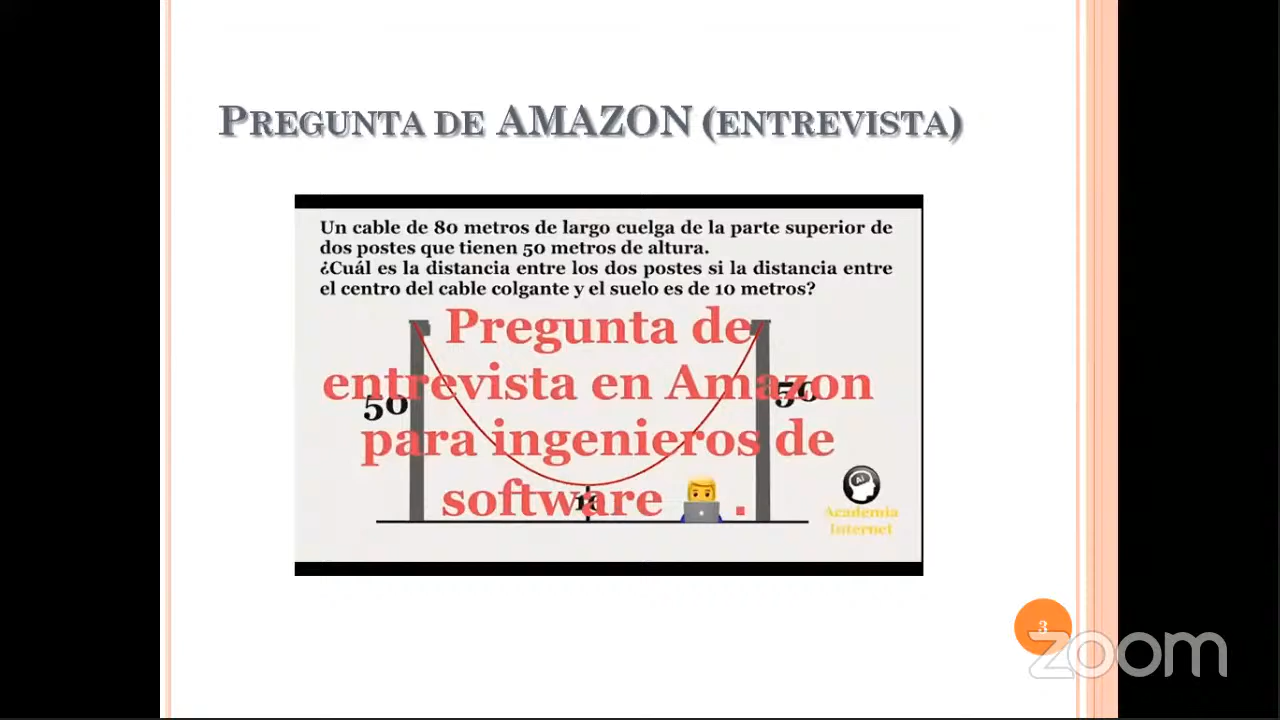 PREGUNTA DE AMAZON (ENTREVISTA)
Un cable de 80 metros de largo cuelga de la parte superior de
dos postes que tienen 50 metros de altura.
¿Cuál es la distancia entre los dos postes si la distancia entre
el centro del cable colgante y el suelo es de 10 metros?
Pregunta de
entrevista en Amazon
50
50
para ingenieros de
software .
10
AI
Academia
Internet
3
zoom